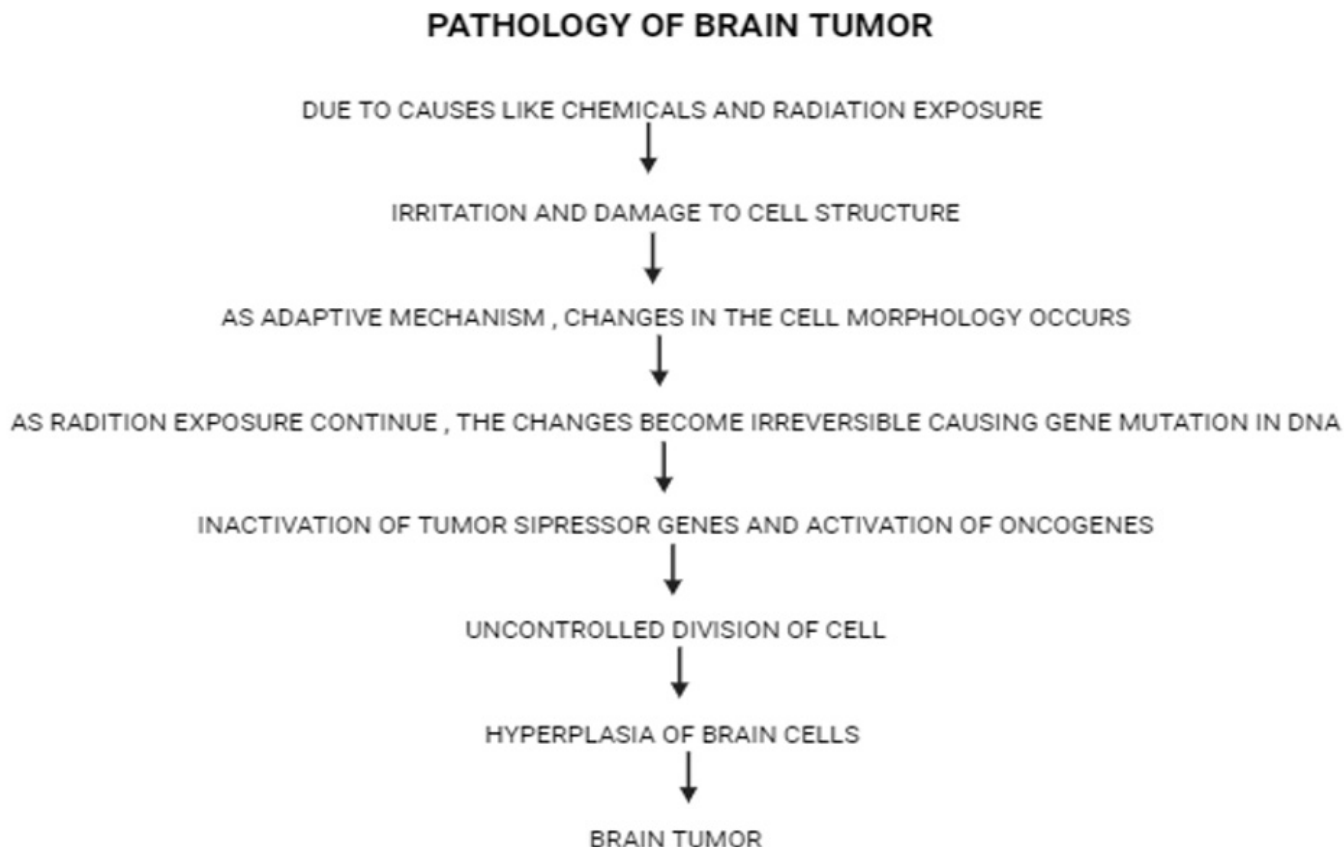 PATHOLOGY OF BRAIN TUMOR
DUE TO CAUSES LIKE CHEMICALS AND RADIATION EXPOSURE
IRRITATION AND DAMAGE TO CELL STRUCTURE
AS ADAPTIVE MECHANISM , CHANGES IN THE CELL MORPHOLOGY OCCURS
AS RADITION EXPOSURE CONTINUE , THE CHANGES BECOME IRREVERSIBLE CAUSING GENE MUTATION IN DNA
INACTIVATION OF TUMOR SIPRESSOR GENES AND ACTIVATION OF ONCOGENES
UNCONTROLLED DIVISION OF CELL
HYPERPLASIA OF BRAIN CELLS
BRAIN TUMOR